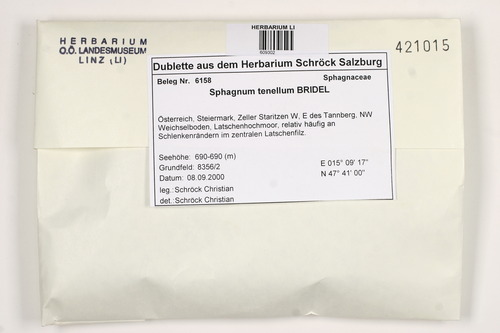 HERBARIUM
O.Ö. LANDESMUSEUM
LINZ (LI)
HERBARIUM LI
609302
421015
Dublette aus dem Herbarium Schröck Salzburg
Beleg Nr. 6158 Sphagnaceae
Sphagnum tenellum BRIDEL
Österreich, Steiermark, Zeller Staritzen W, E des Tannberg, NW
Weichselboden, Latschenhochmoor, relativ häufig an
Schlenkenrändern im zentralen Latschenfilz.
Seehöhe: 690-690 (m) E 015° 09' 17"
Grundfeld: 8356/2 N 47° 41' 00"
Datum: 08.09.2000
leg.: Schröck Christian
det.: Schröck Christian